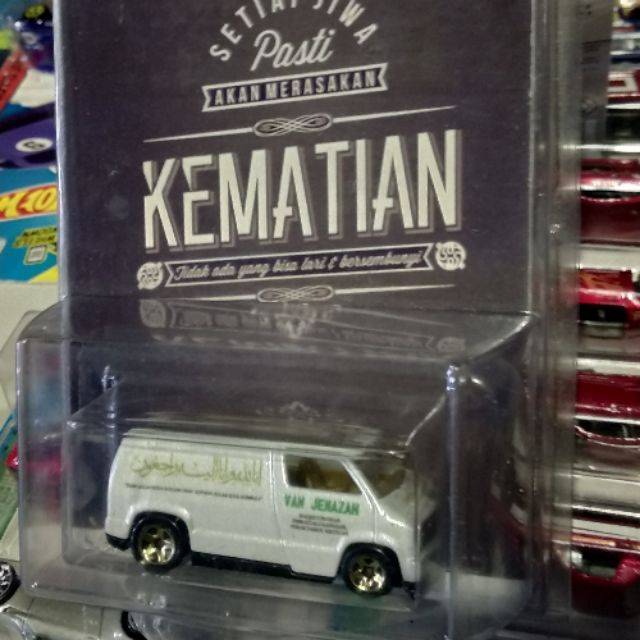 SETIAP JIWA
Pasti
AKAN MERASAKAN
KEMATIAN
Tidak ada yang bisa lari & bersembunyi!
VAN JENAZAH